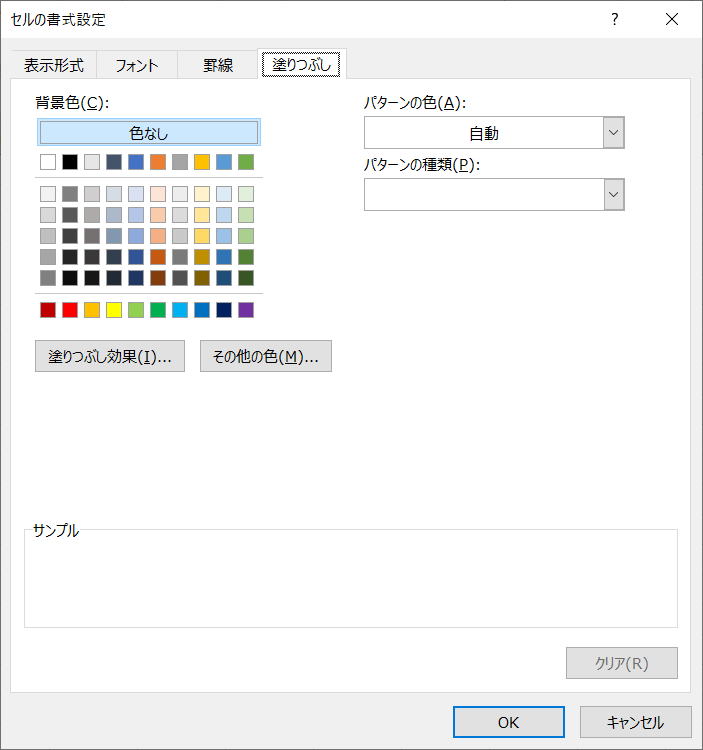 セルの書式設定
?
表示形式 フォント 罫線 塗りつぶし
背景色(C):
色なし
パターンの色(A):
自動
パターンの種類(P):
塗りつぶし効果(I)... その他の色(M)...
サンプル
クリア(R)
OK キャンセル